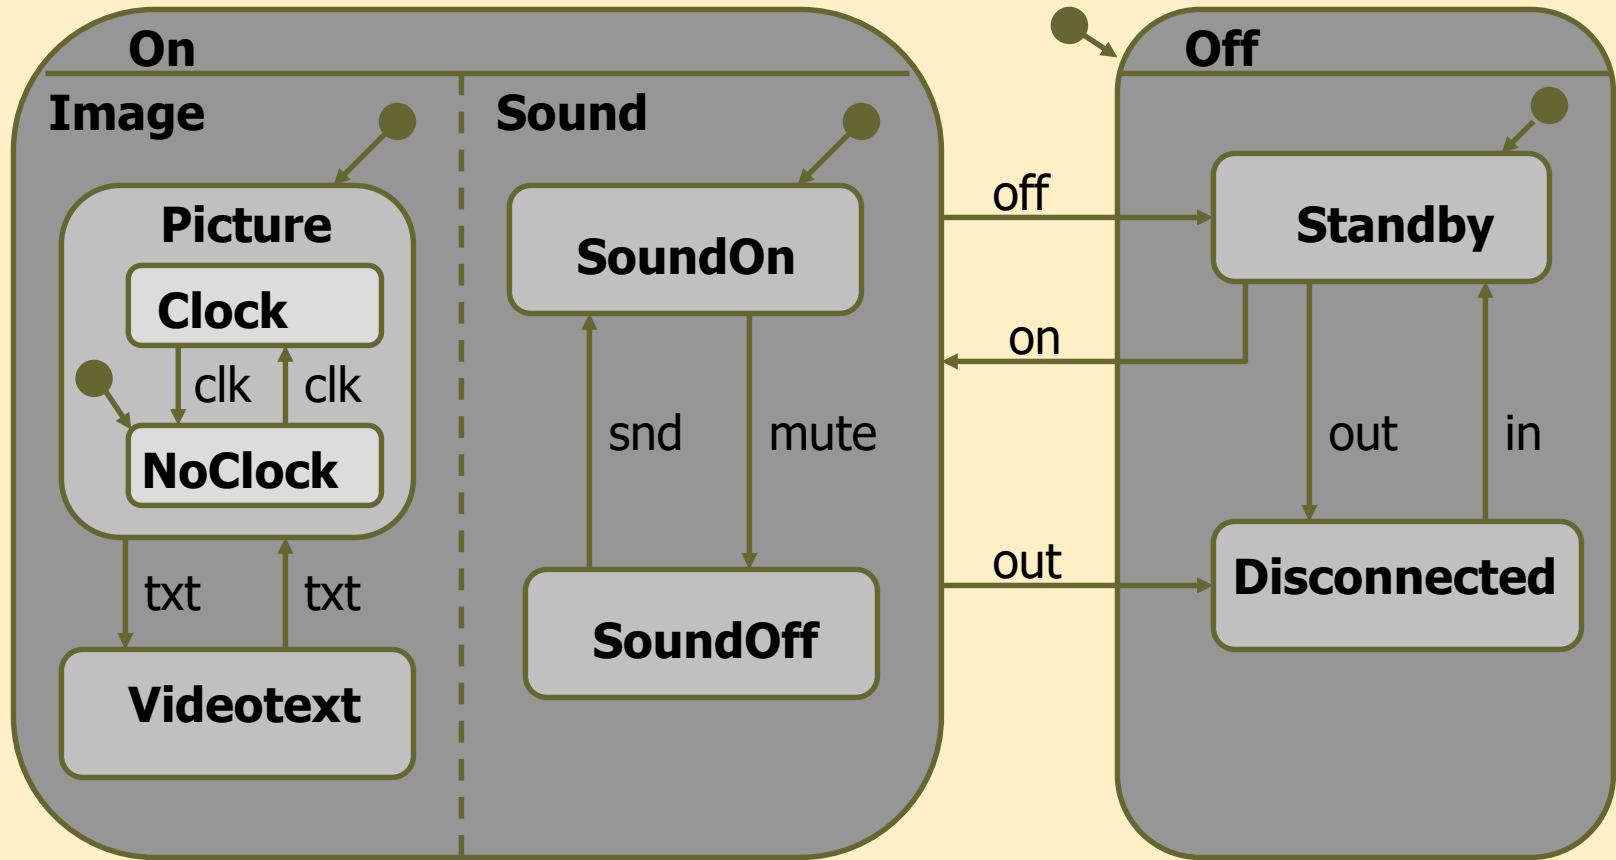 On
Image
Picture
Clock
clk
clk
NoClock
txt
txt
Videotext
Sound
SoundOn
snd
mute
SoundOff
off
on
out
Off
Standby
out
in
Disconnected